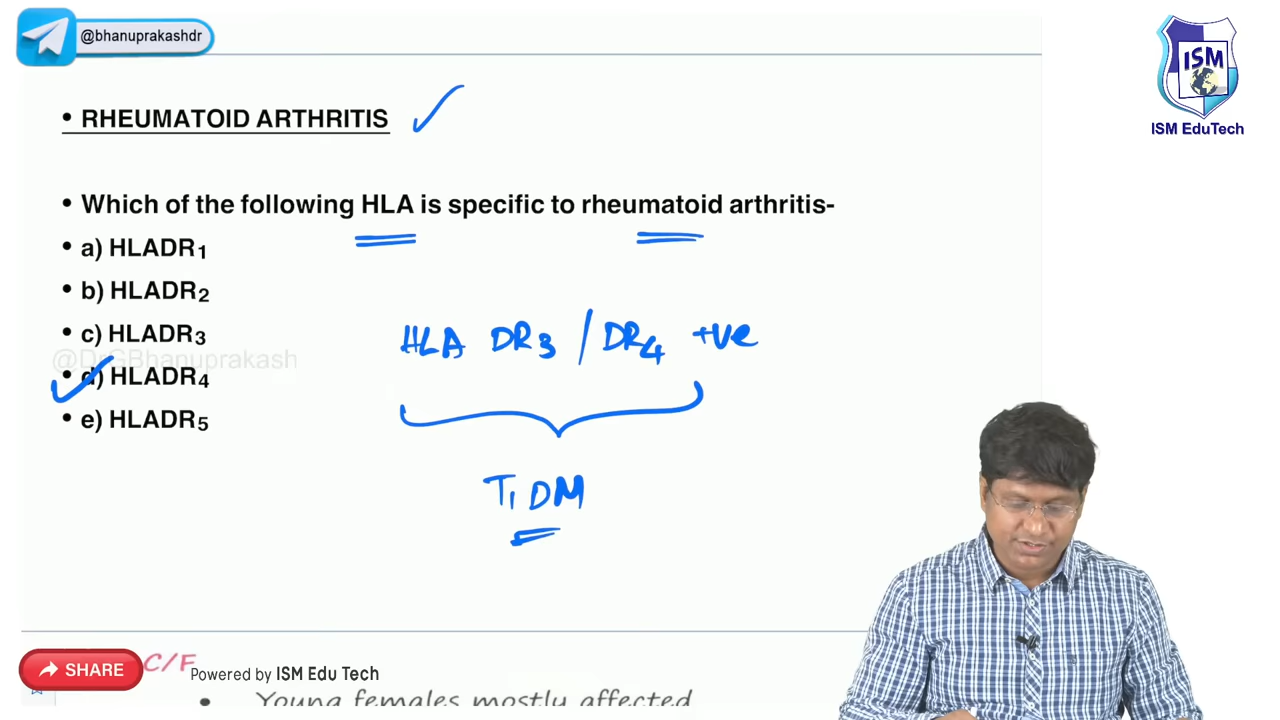 @bhanuprakashdr
ISM
ISM EduTech
• RHEUMATOID ARTHRITIS
• Which of the following HLA is specific to rheumatoid arthritis-
• a) HLADR1
• b) HLADR2
• c) HLADR3
@DrGBhanuprakash
• d) HLADR4
• e) HLADR5
HLA DR3 / DR4 +ve
T1 DM
C/F
SHARE
Powered by ISM Edu Tech
• Young females mostly affected